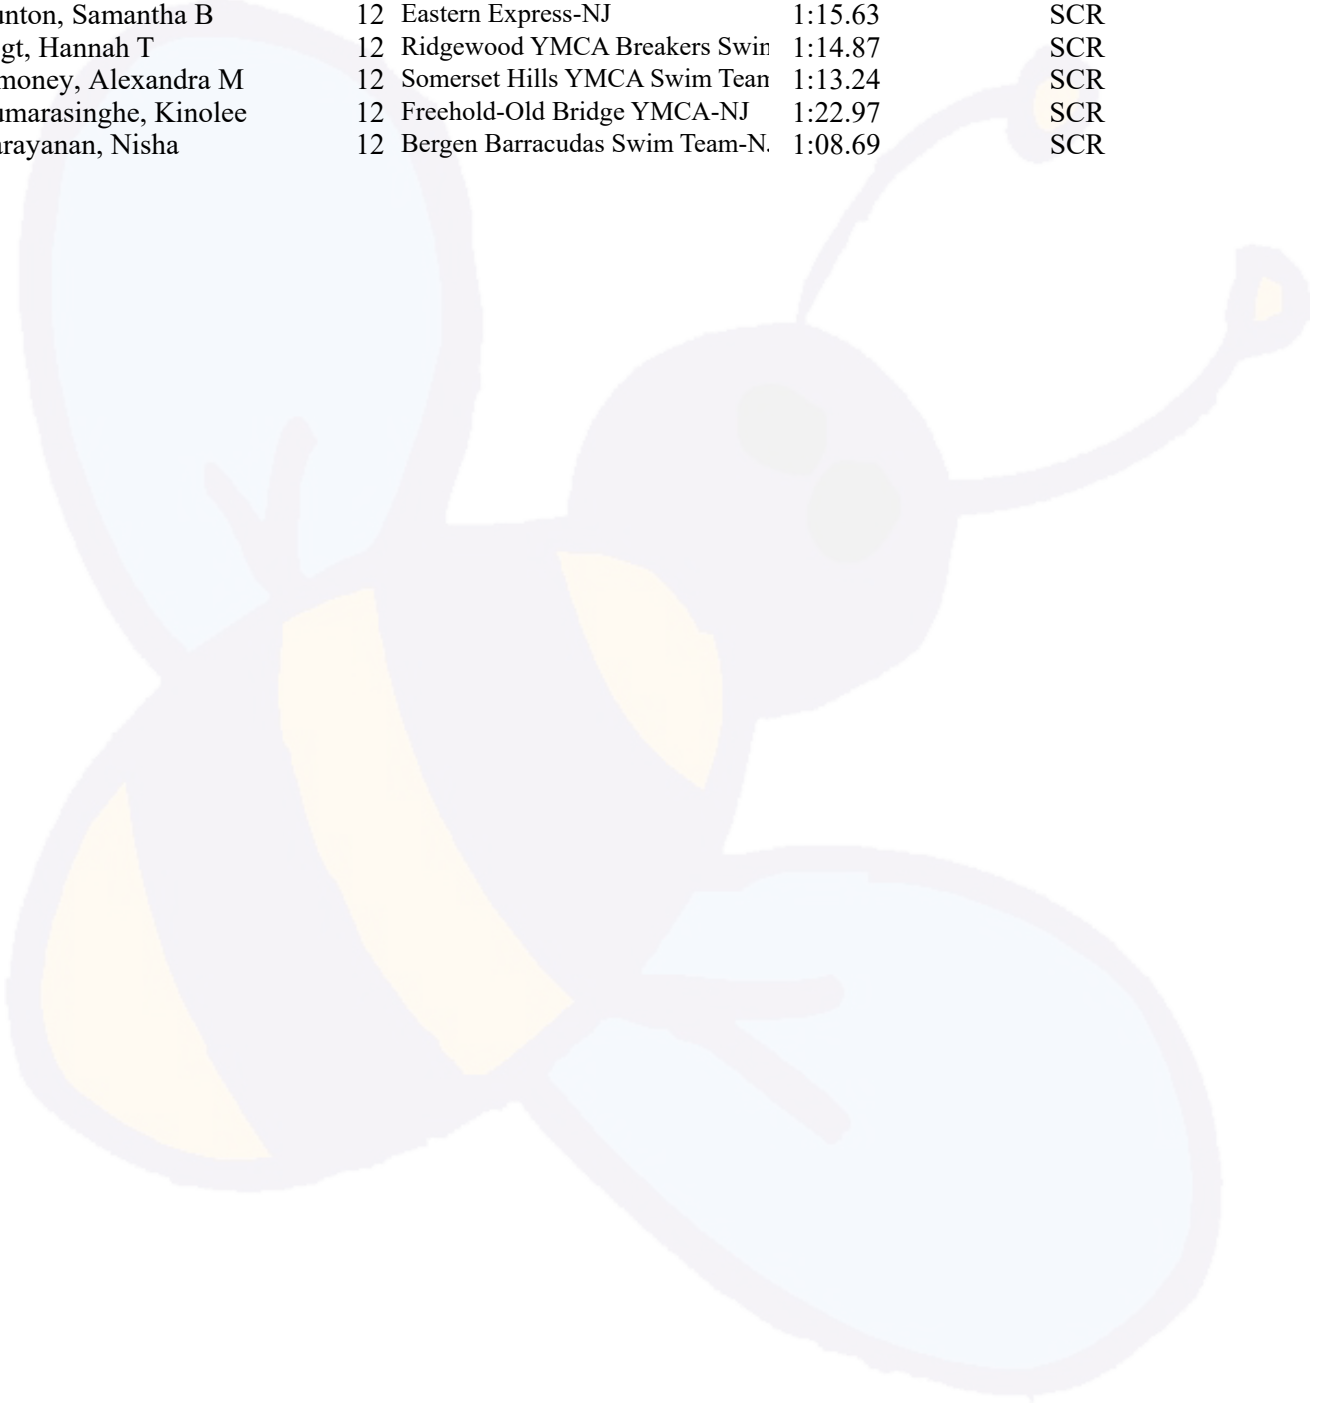 unton, Samantha B 12 Eastern Express-NJ 1:15.63 SCR
gt, Hannah T 12 Ridgewood YMCA Breakers Swin 1:14.87 SCR
money, Alexandra M 12 Somerset Hills YMCA Swim Team 1:13.24 SCR
umarasinghe, Kinolee 12 Freehold-Old Bridge YMCA-NJ 1:22.97 SCR
arayanan, Nisha 12 Bergen Barracudas Swim Team-N. 1:08.69 SCR